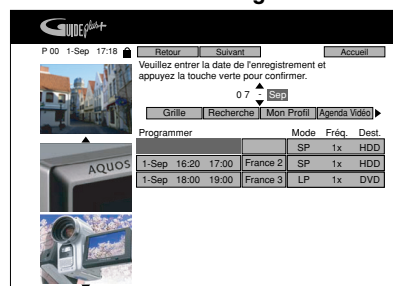 GUIDE Plus+
P 00 1-Sep 17:18
Retour Suivant Accueil
Veuillez entrer la date de l'enregistrement et
appuyez la touche verte pour confirmer.
0 7 - Sep
Grille Recherche Mon Profil Agenda Vidéo
Programmer Mode Fréq. Dest.
SP 1x HDD
1-Sep 16:20 17:00 France 2 SP 1x HDD
1-Sep 18:00 19:00 France 3 LP 1x DVD
AQUOS